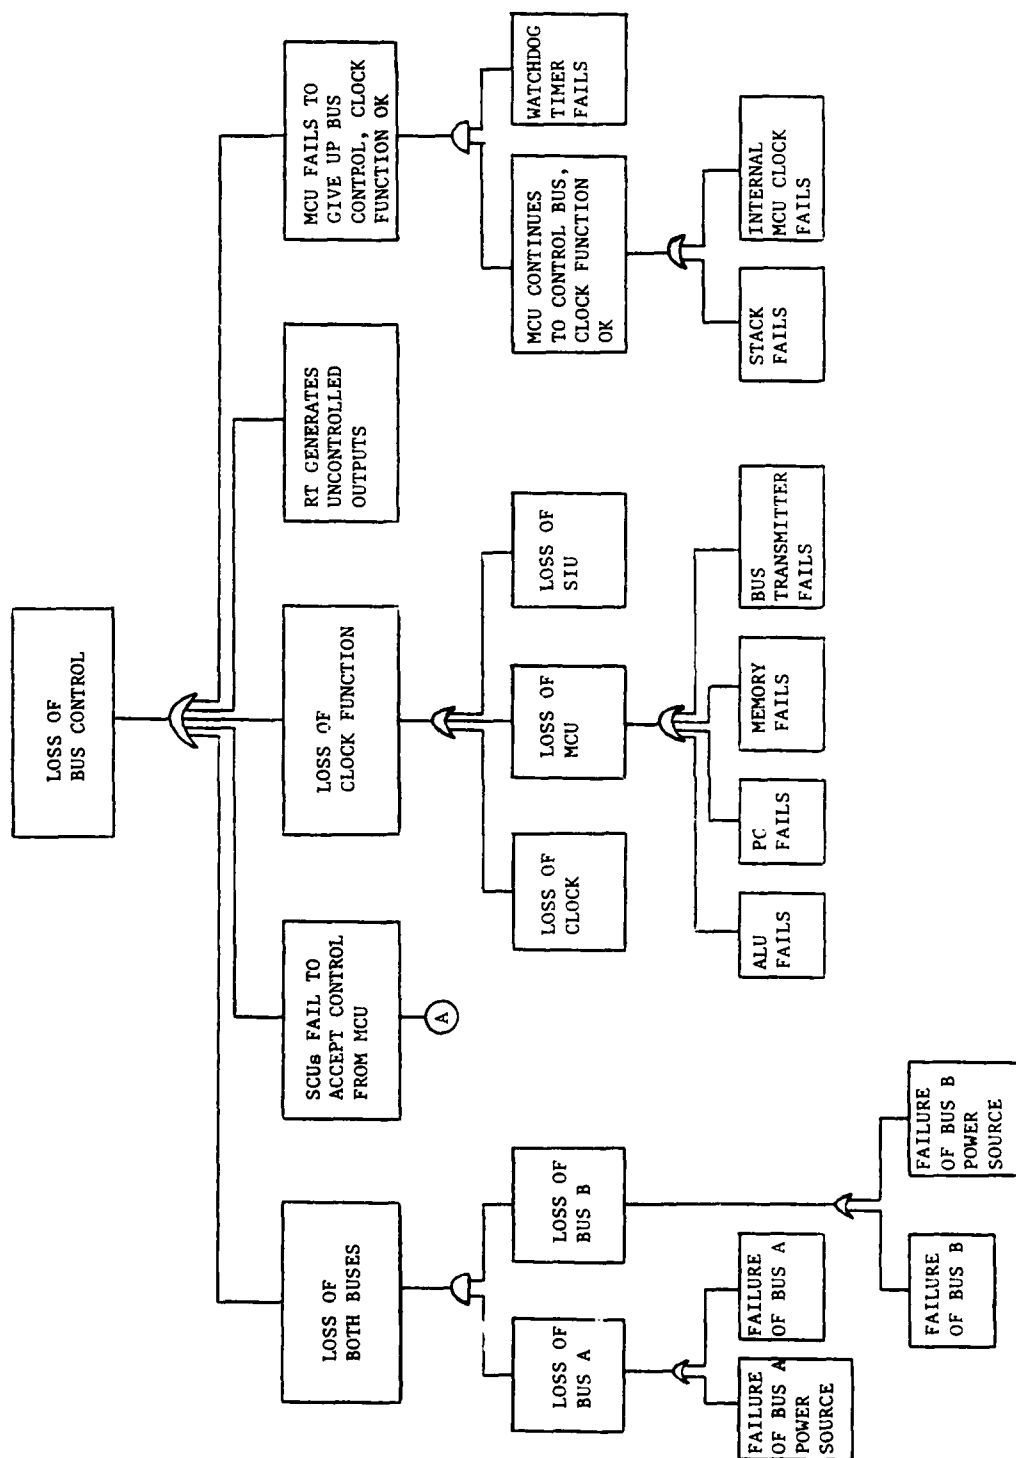 LOSS OF
BUS CONTROL
LOSS OF
BOTH BUSES
SCUs FAIL TO
ACCEPT CONTROL
FROM MCU
LOSS OF
CLOCK FUNCTION
RT GENERATES
UNCONTROLLED
OUTPUTS
MCU FAILS TO
GIVE UP BUS
CONTROL, CLOCK
FUNCTION OK
A
LOSS OF
BUS A
LOSS OF
BUS B
LOSS OF
CLOCK
LOSS OF
MCU
LOSS OF
SIU
MCU CONTINUES
TO CONTROL BUS,
CLOCK FUNCTION
OK
WATCHDOG
TIMER
FAILS
FAILURE
OF BUS A
POWER
SOURCE
FAILURE
OF BUS A
ALU
FAILS
PC
FAILS
MEMORY
FAILS
BUS
TRANSMITTER
FAILS
STACK
FAILS
INTERNAL
MCU CLOCK
FAILS
FAILURE
OF BUS B
FAILURE
OF BUS B
POWER
SOURCE